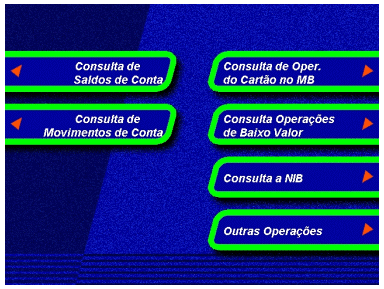 Consulta de
Saldos de Conta
Consulta de
Movimentos de Conta
Consulta de Oper.
do Cartão no MB
Consulta Operações
de Baixo Valor
Consulta a NIB
Outras Operações